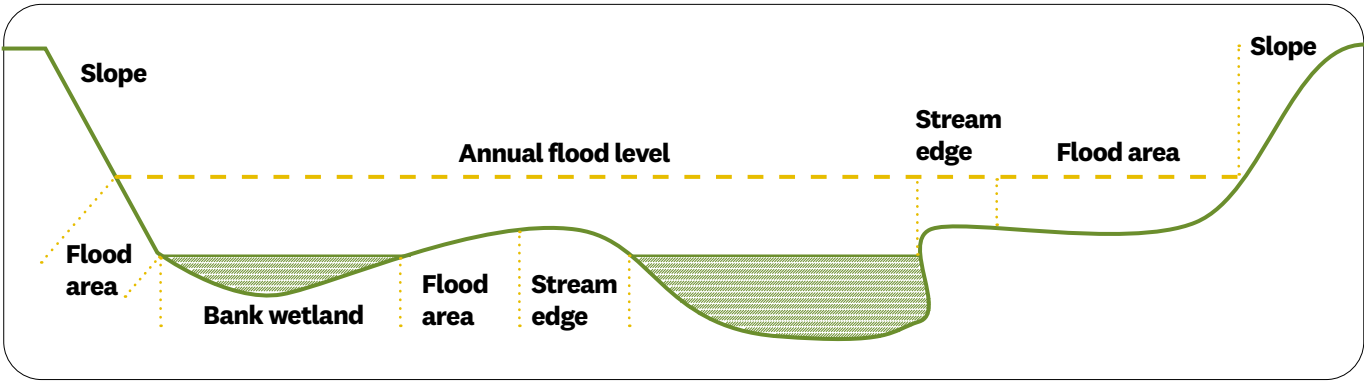 Slope
Slope
Stream
edge
Annual flood level
Flood area
Flood
area
Bank wetland
Flood
area
Stream
edge